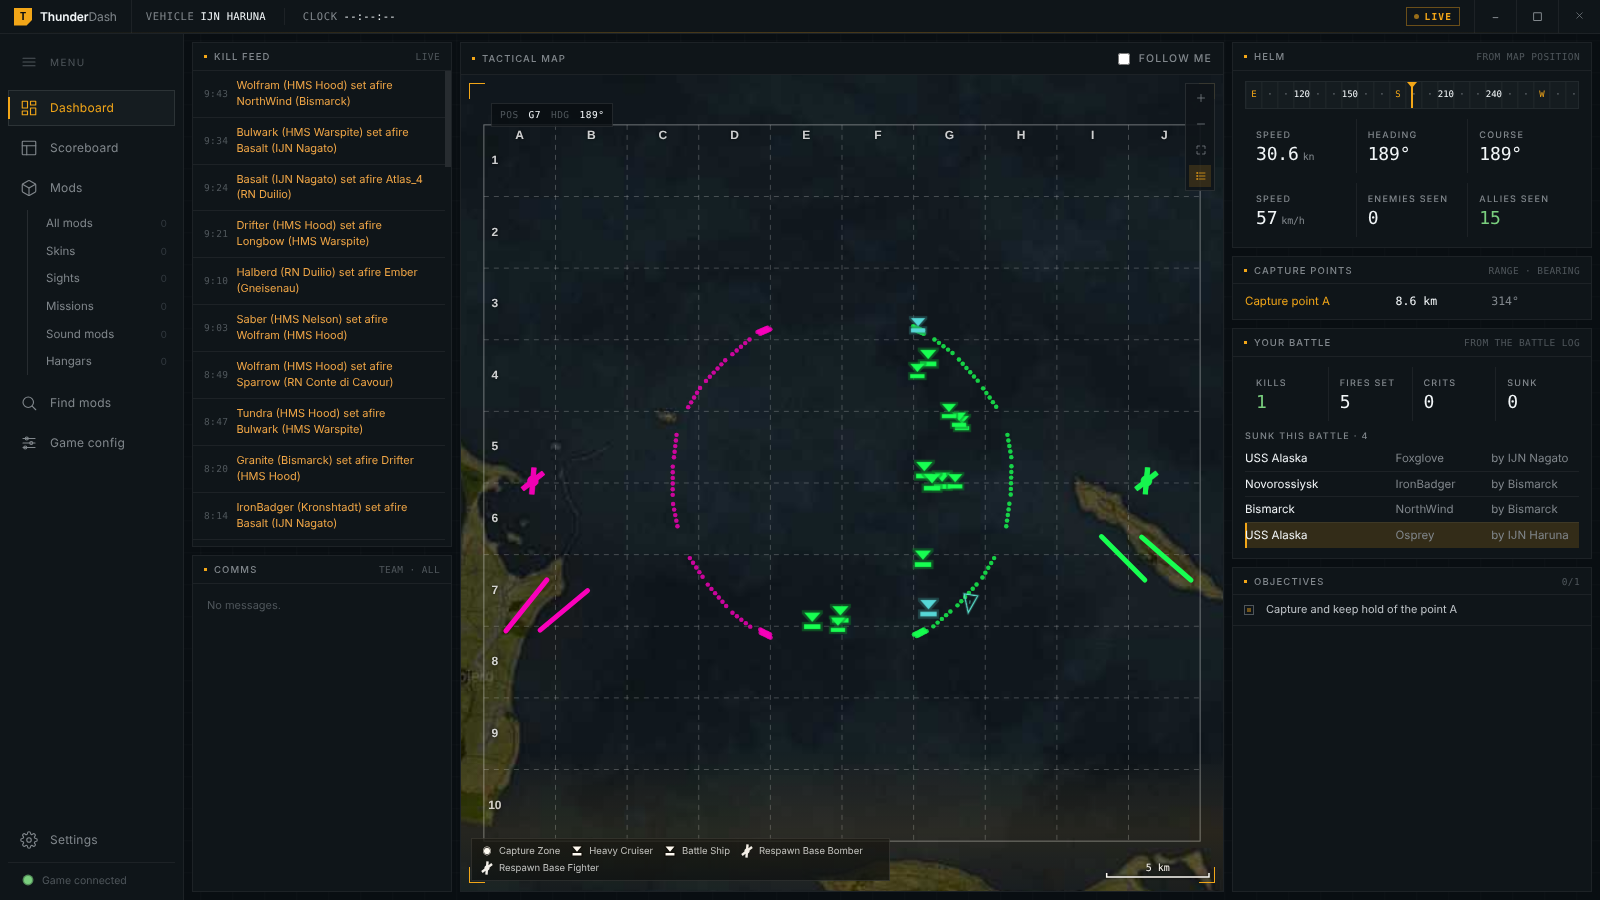 T ThunderDash
VEHICLE IJN HARUNA
CLOCK --:--:--
LIVE
MENU
Dashboard
Scoreboard
Mods
All mods 0
Skins 0
Sights 0
Missions 0
Sound mods 0
Hangars 0
Find mods
Game config
Settings
Game connected
KILL FEED LIVE
9:43 Wolfram (HMS Hood) set afire
NorthWind (Bismarck)
9:34 Bulwark (HMS Warspite) set afire
Basalt (IJN Nagato)
9:24 Basalt (IJN Nagato) set afire Atlas_4
(RN Duilio)
9:21 Drifter (HMS Hood) set afire
Longbow (HMS Warspite)
9:10 Halberd (RN Duilio) set afire Ember
(Gneisenau)
9:03 Saber (HMS Nelson) set afire
Wolfram (HMS Hood)
8:49 Wolfram (HMS Hood) set afire
Sparrow (RN Conte di Cavour)
8:47 Tundra (HMS Hood) set afire
Bulwark (HMS Warspite)
8:20 Granite (Bismarck) set afire Drifter
(HMS Hood)
8:14 IronBadger (Kronshtadt) set afire
Basalt (IJN Nagato)
COMMS TEAM · ALL
No messages.
TACTICAL MAP FOLLOW ME
POS G7 HDG 189°
A B C D E F G H I J
1
2
3
4
5
6
7
8
9
10
Capture Zone Heavy Cruiser Battle Ship Respawn Base Bomber
Respawn Base Fighter
5 km
HELM FROM MAP POSITION
E · · 120 · · 150 · · S · · 210 · · 240 · · W · ·
SPEED HEADING COURSE
30.6 kn 189° 189°
SPEED ENEMIES SEEN ALLIES SEEN
57 km/h 0 15
CAPTURE POINTS RANGE · BEARING
Capture point A 8.6 km 314°
YOUR BATTLE FROM THE BATTLE LOG
KILLS FIRES SET CRITS SUNK
1 5 0 0
SUNK THIS BATTLE · 4
USS Alaska Foxglove by IJN Nagato
Novorossiysk IronBadger by Bismarck
Bismarck NorthWind by Bismarck
USS Alaska Osprey by IJN Haruna
OBJECTIVES 0/1
Capture and keep hold of the point A